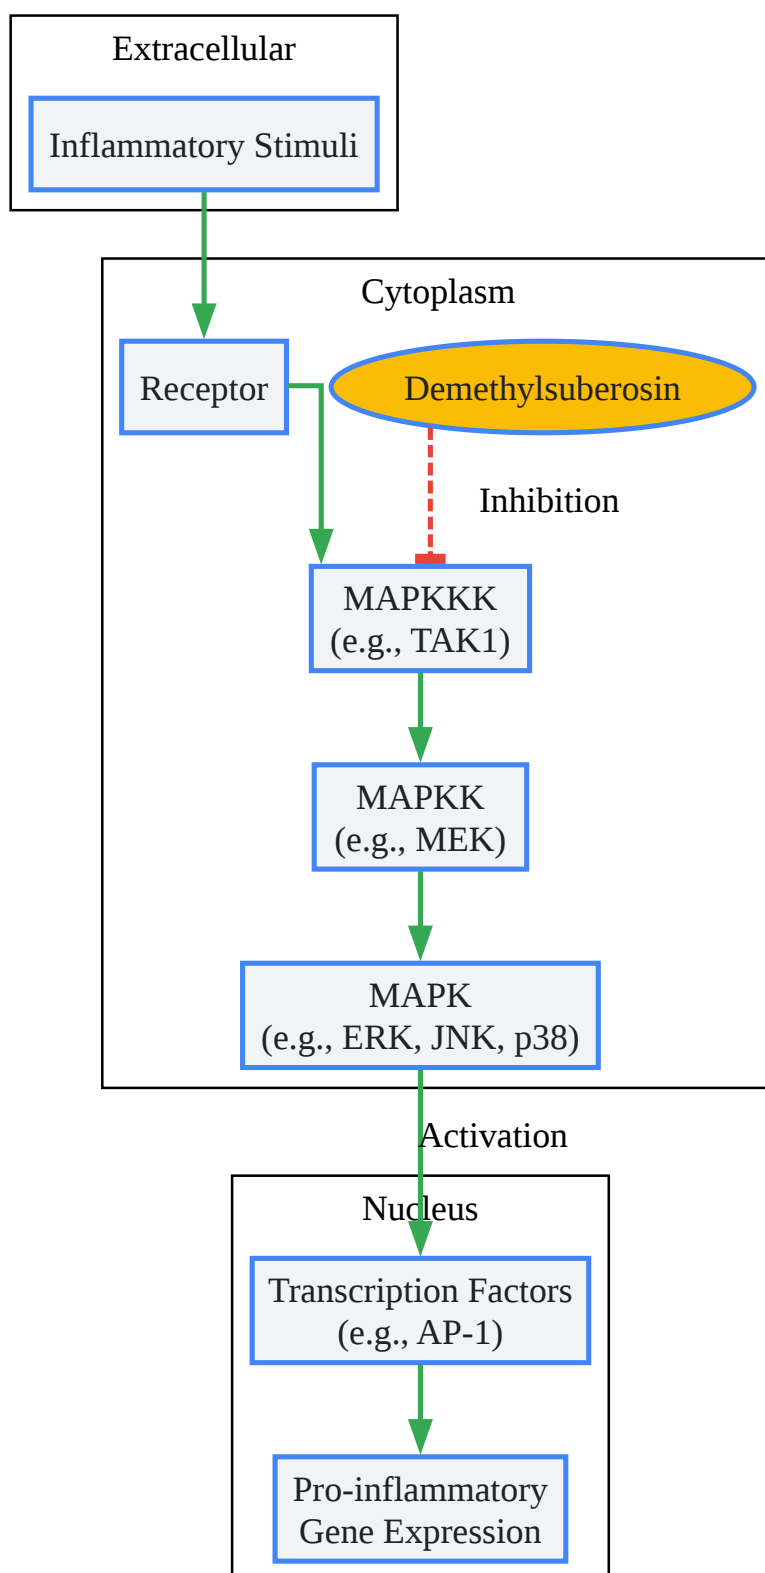 Extracellular
Inflammatory Stimuli
Cytoplasm
Receptor
Demethylsuberosin
Inhibition
MAPKKK
(e.g., TAK1)
MAPKK
(e.g., MEK)
MAPK
(e.g., ERK, JNK, p38)
Activation
Nucleus
Transcription Factors
(e.g., AP-1)
Pro-inflammatory
Gene Expression